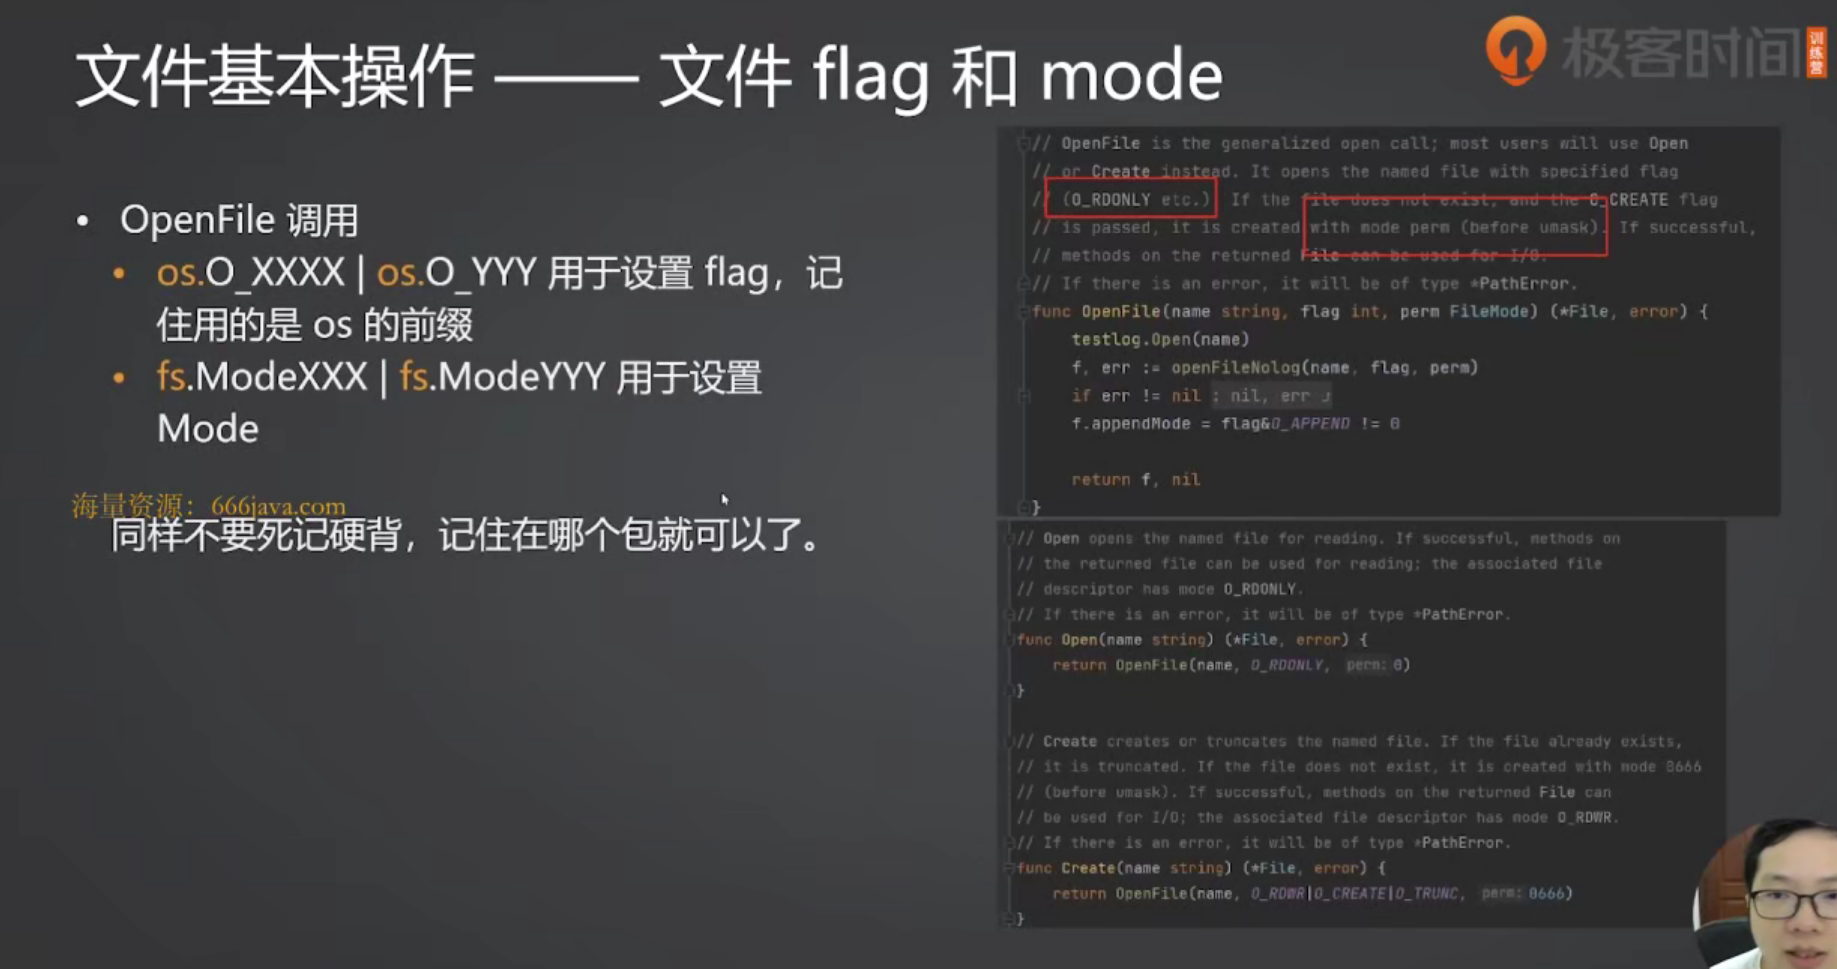 文件基本操作 —— 文件 flag 和 mode
极客时间
训练营
• OpenFile 调用
• os.O_XXXX | os.O_YYY 用于设置 flag，记
住用的是 os 的前缀
• fs.ModeXXX | fs.ModeYYY 用于设置
Mode
海量资源：666java.com
同样不要死记硬背，记住在哪个包就可以了。
// OpenFile is the generalized open call; most users will use Open
// or Create instead. It opens the named file with specified flag
// (O_RDONLY etc.) If the file does not exist, and the O_CREATE flag
// is passed, it is created with mode perm (before umask). If successful,
// methods on the returned File can be used for I/O.
// If there is an error, it will be of type *PathError.
func OpenFile(name string, flag int, perm FileMode) (*File, error) {
testlog.Open(name)
f, err := openFileNolog(name, flag, perm)
if err != nil : nil, err
f.appendMode = flag&O_APPEND != 0
return f, nil
}
// Open opens the named file for reading. If successful, methods on
// the returned file can be used for reading; the associated file
// descriptor has mode O_RDONLY.
// If there is an error, it will be of type *PathError.
func Open(name string) (*File, error) {
return OpenFile(name, O_RDONLY, perm: 0)
}
// Create creates or truncates the named file. If the file already exists,
// it is truncated. If the file does not exist, it is created with mode 0666
// (before umask). If successful, methods on the returned File can
// be used for I/O; the associated file descriptor has mode O_RDWR.
// If there is an error, it will be of type *PathError.
func Create(name string) (*File, error) {
return OpenFile(name, O_RDWR|O_CREATE|O_TRUNC, perm: 0666)
}